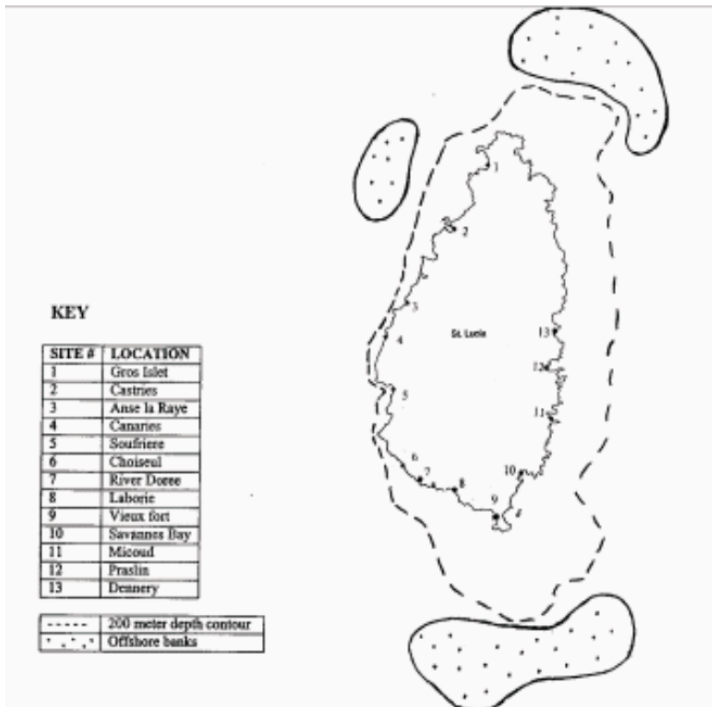 1
2
3
St. Lucia
4
13
12
5
11
6
7
8
10
9
KEY
SITE # LOCATION
1 Gros Islet
2 Castries
3 Anse la Raye
4 Canaries
5 Soufriere
6 Choiseul
7 River Doree
8 Laborie
9 Vieux fort
10 Savannes Bay
11 Micoud
12 Praslin
13 Dennery
200 meter depth contour
Offshore banks